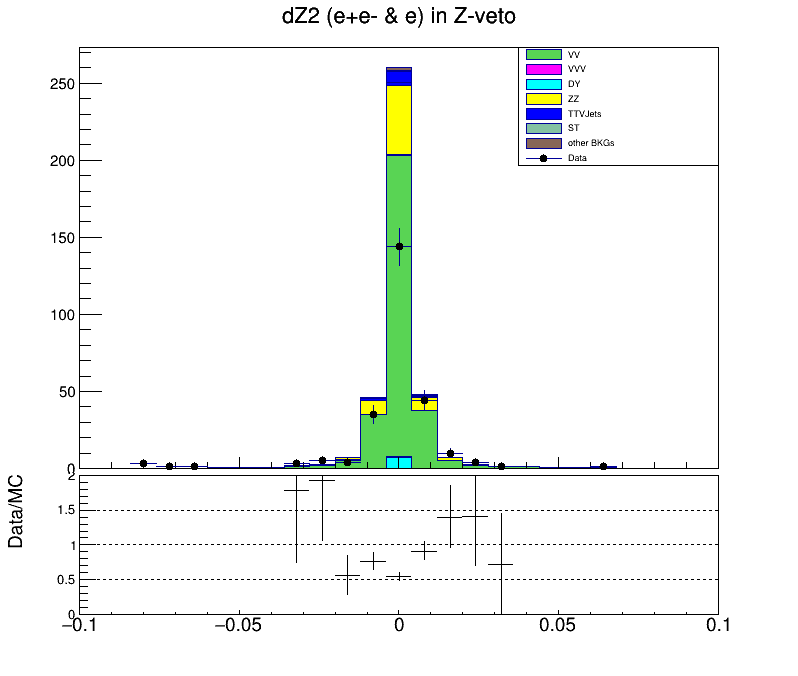 dZ2 (e+e- & e) in Z-veto
VV
VVV
DY
ZZ
TTVJets
ST
other BKGs
Data
250
200
150
100
50
0
Data/MC
2
1.5
1
0.5
0
−0.1
−0.05
0
0.05
0.1